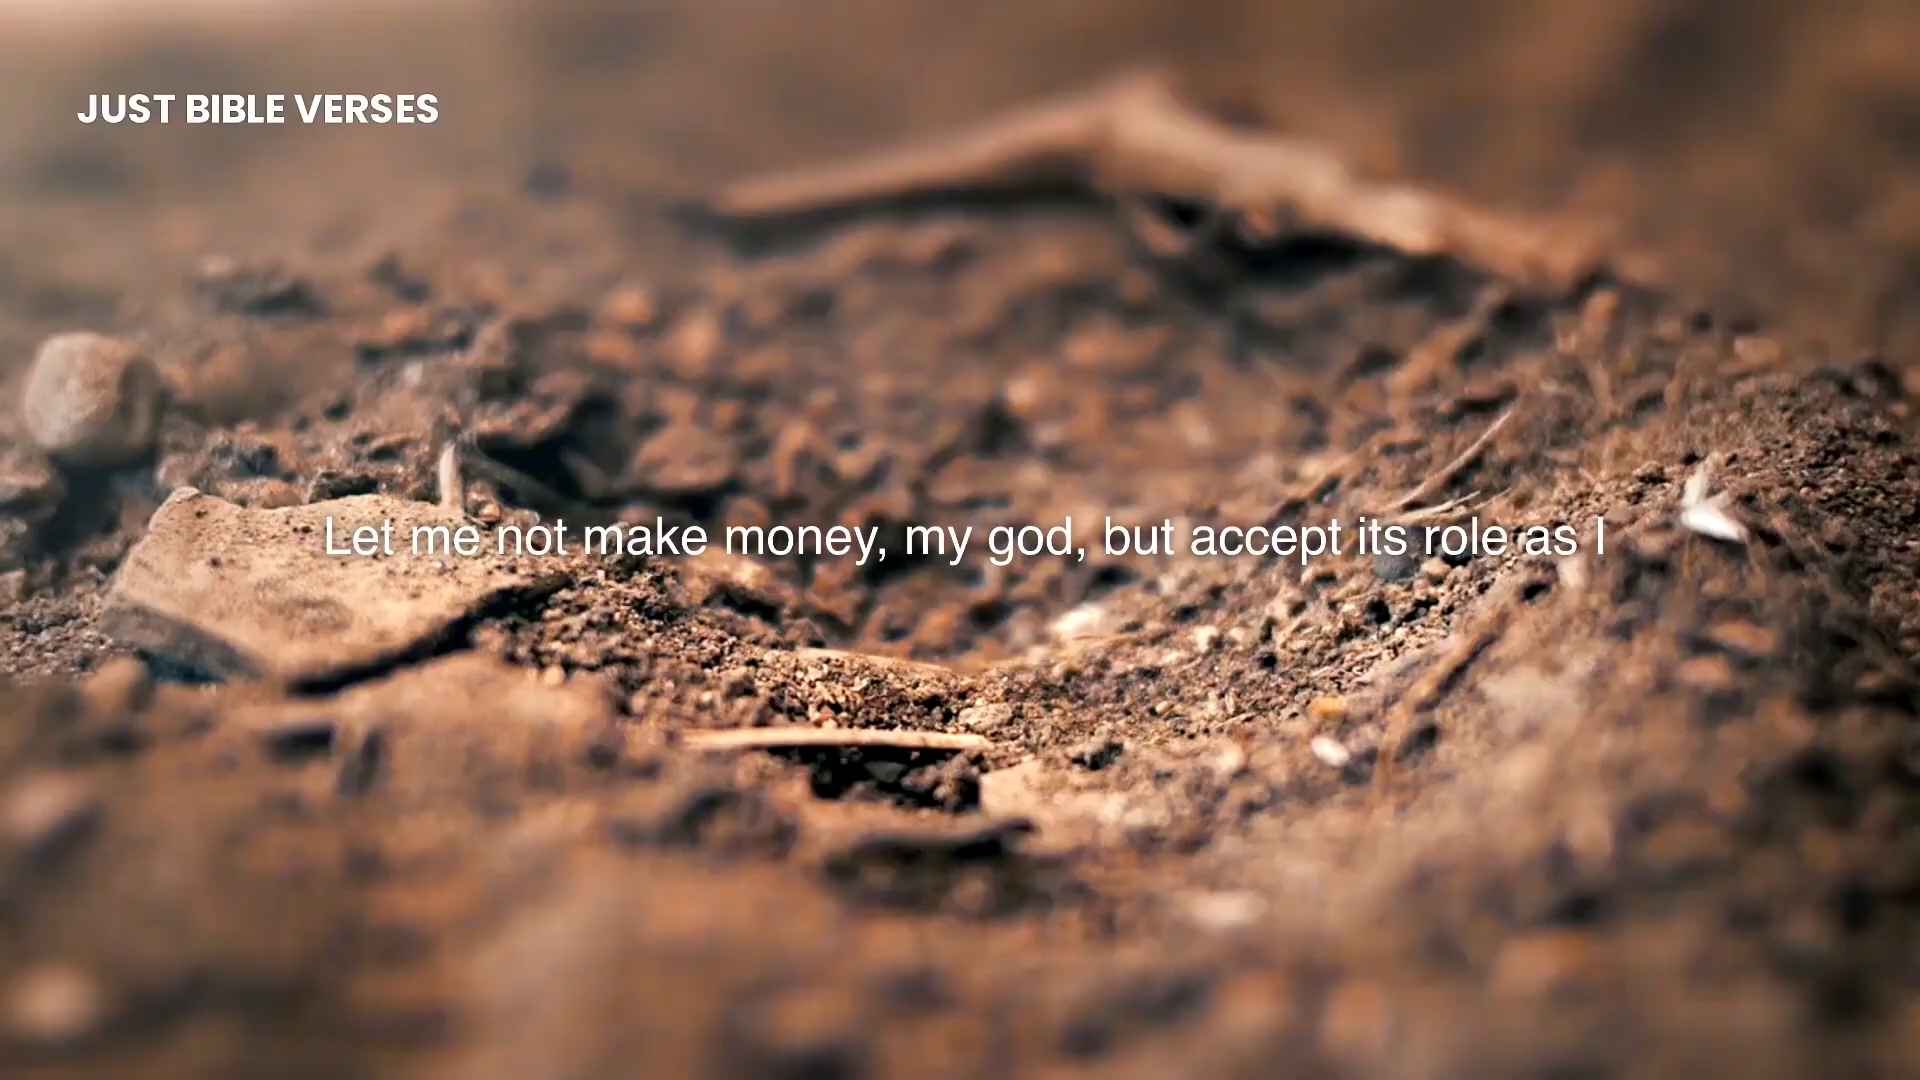 JUST BIBLE VERSES
Let me not make money, my god, but accept its role as I